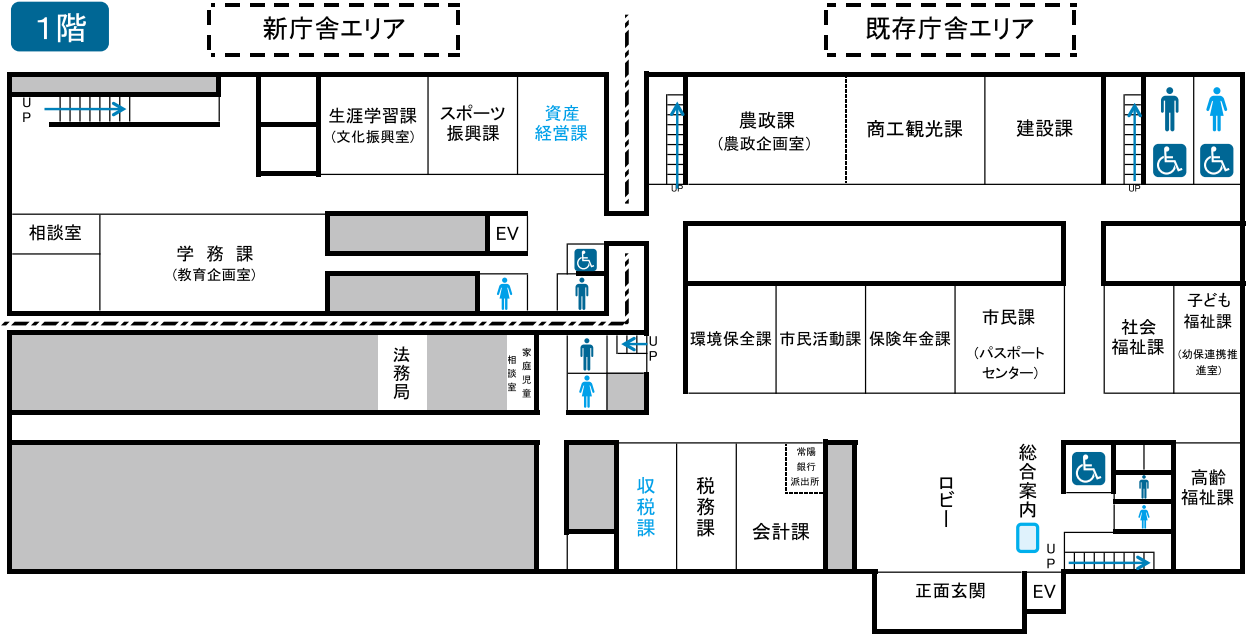 1階
新庁舎エリア
既存庁舎エリア
UP
生涯学習課
(文化振興室)
スポーツ
振興課
資産
経営課
UP
農政課
(農政企画室)
商工観光課
建設課
UP
相談室
学務課
(教育企画室)
EV
環境保全課
市民活動課
保険年金課
市民課
(パスポート
センター)
社会
福祉課
子ども
福祉課
(幼保連携推
進室)
法務局
家庭児童
相談室
UP
収税課
税務課
会計課
常陽
銀行
派出所
ロビー
総合案内
UP
高齢
福祉課
正面玄関
EV